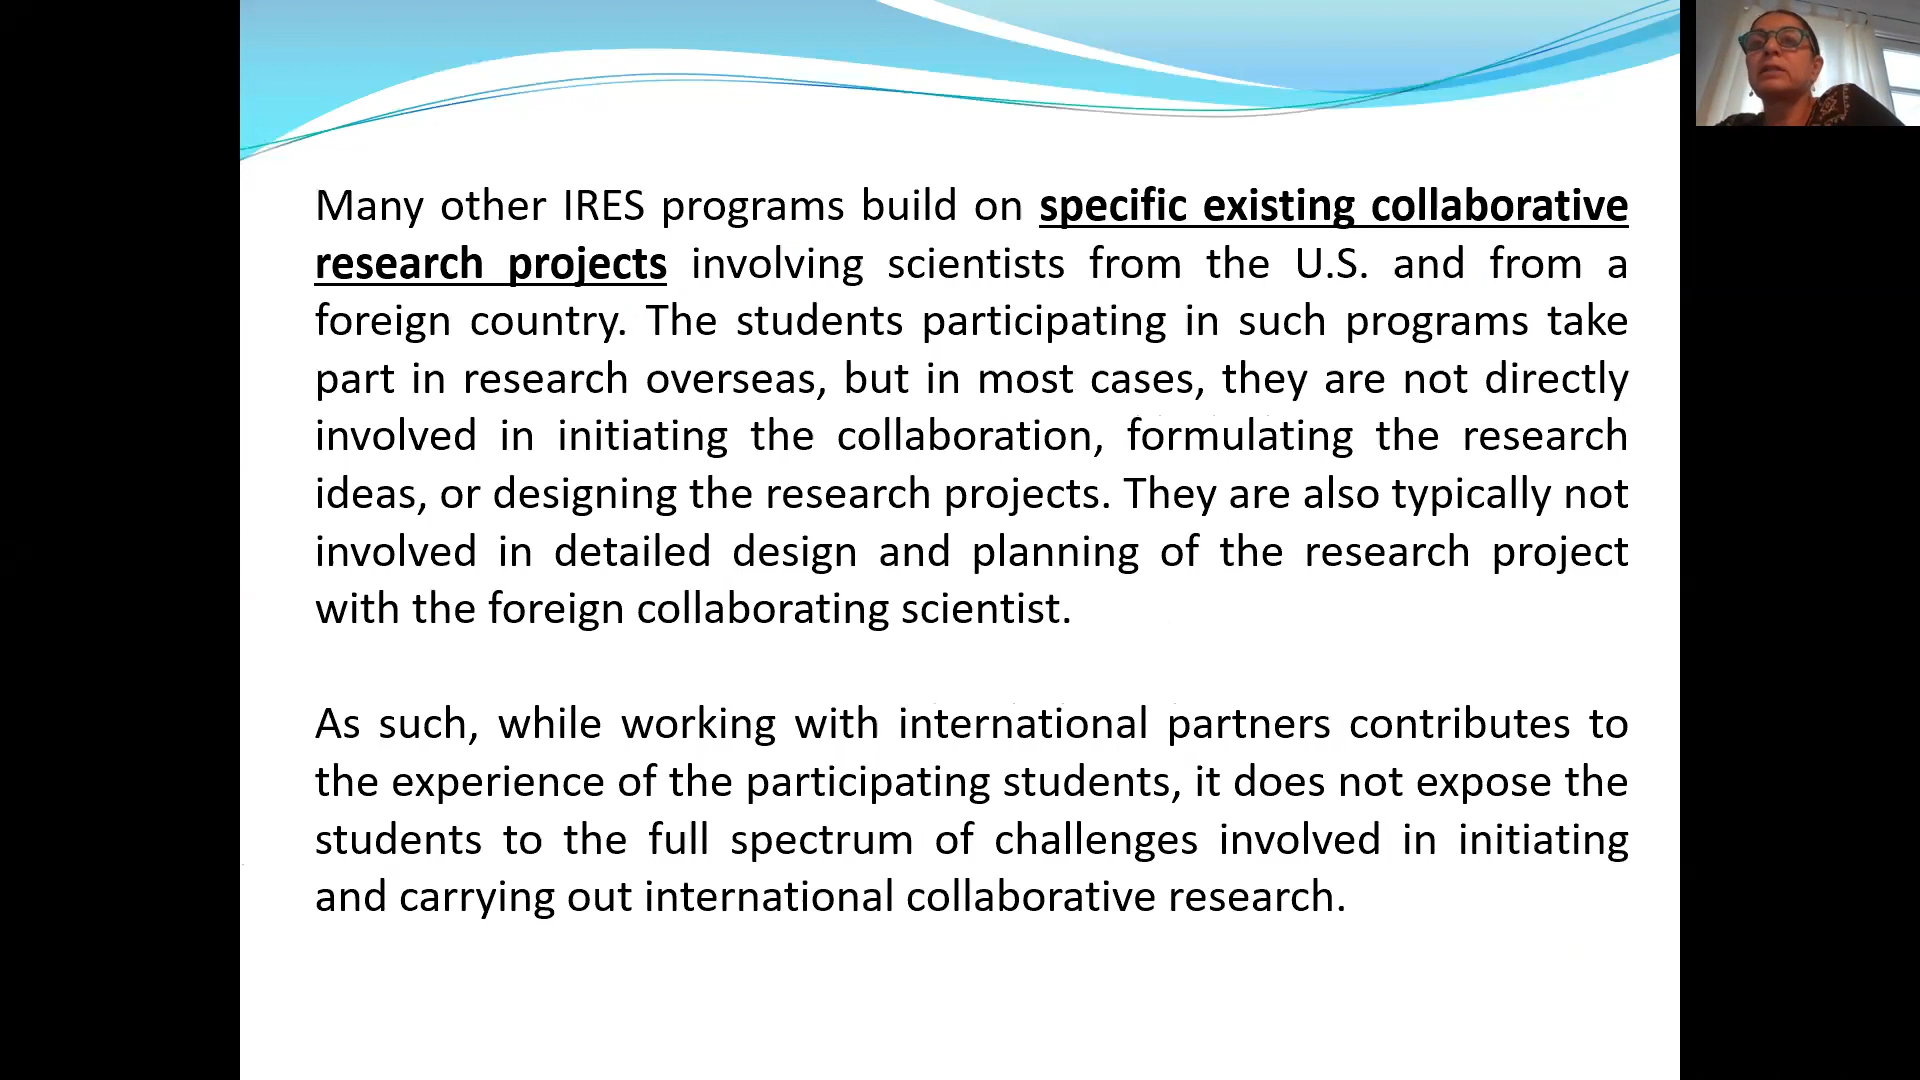 Many other IRES programs build on specific existing collaborative
research projects involving scientists from the U.S. and from a
foreign country. The students participating in such programs take
part in research overseas, but in most cases, they are not directly
involved in initiating the collaboration, formulating the research
ideas, or designing the research projects. They are also typically not
involved in detailed design and planning of the research project
with the foreign collaborating scientist.
As such, while working with international partners contributes to
the experience of the participating students, it does not expose the
students to the full spectrum of challenges involved in initiating
and carrying out international collaborative research.